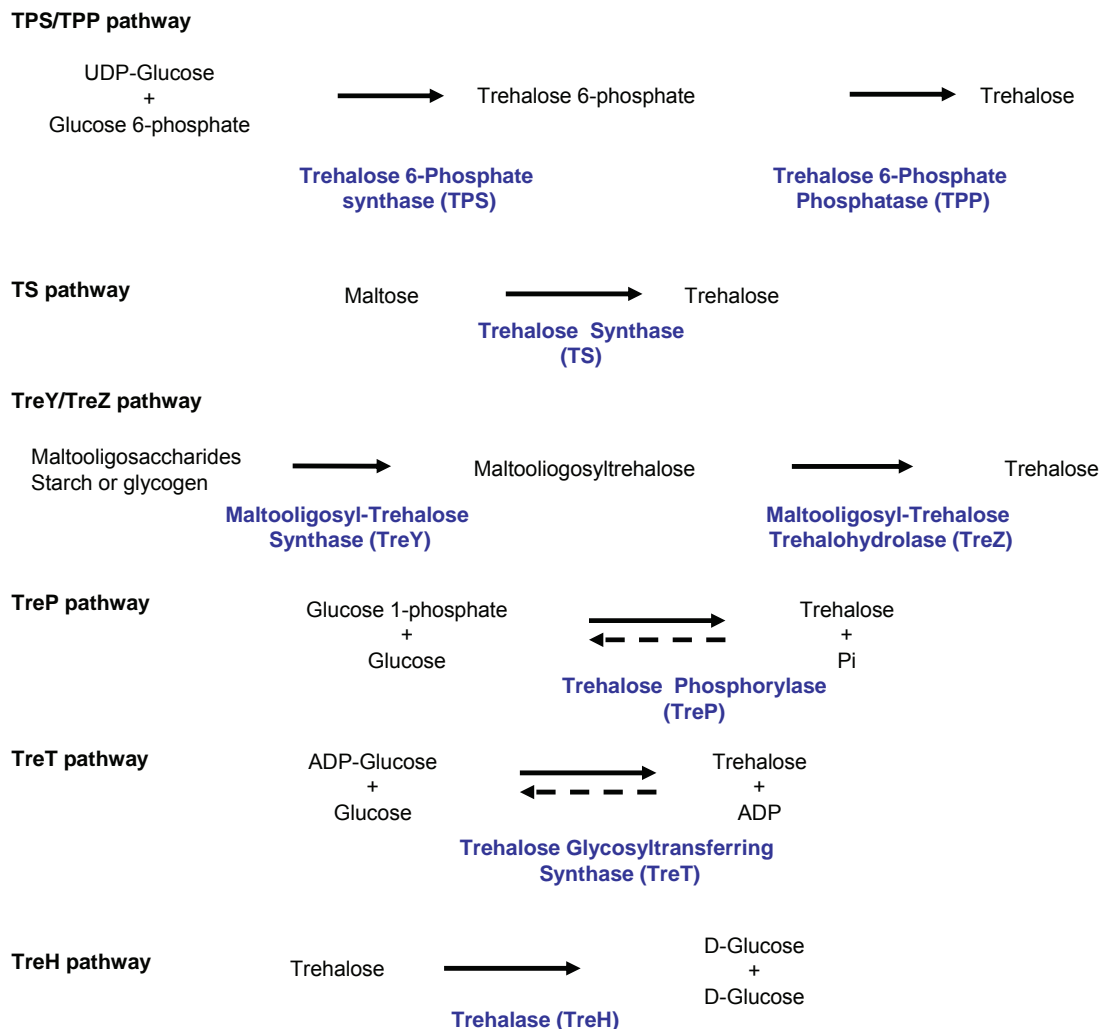 TPS/TPP pathway
UDP-Glucose
+
Glucose 6-phosphate
Trehalose 6-phosphate
Trehalose
Trehalose 6-Phosphate
synthase (TPS)
Trehalose 6-Phosphate
Phosphatase (TPP)
TS pathway
Maltose
Trehalose
Trehalose Synthase
(TS)
TreY/TreZ pathway
Maltooligosaccharides
Starch or glycogen
Maltooliogosyltrehalose
Trehalose
Maltooligosyl-Trehalose
Synthase (TreY)
Maltooligosyl-Trehalose
Trehalohydrolase (TreZ)
TreP pathway
Glucose 1-phosphate
+
Glucose
Trehalose
+
Pi
Trehalose Phosphorylase
(TreP)
TreT pathway
ADP-Glucose
+
Glucose
Trehalose
+
ADP
Trehalose Glycosyltransferring
Synthase (TreT)
TreH pathway
Trehalose
D-Glucose
+
D-Glucose
Trehalase (TreH)